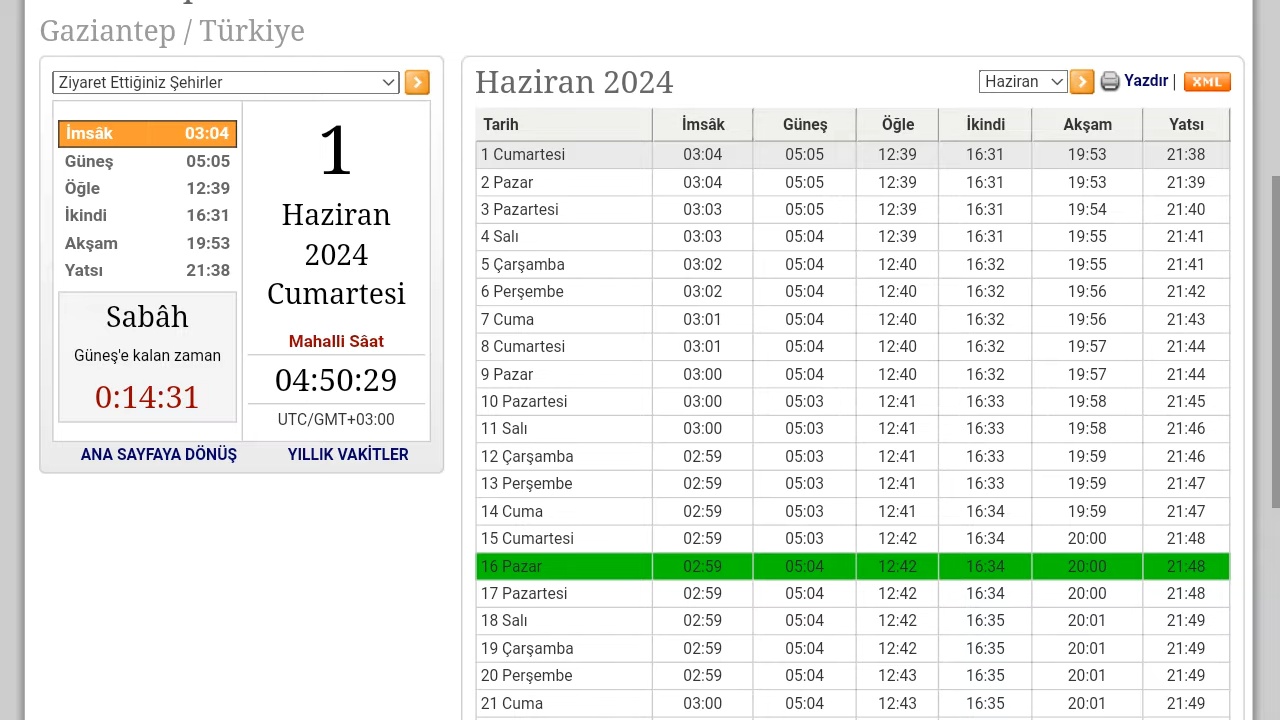 Gaziantep / Türkiye
Ziyaret Ettiğiniz Şehirler
İmsâk 03:04
Güneş 05:05
Öğle 12:39
İkindi 16:31
Akşam 19:53
Yatsı 21:38
Sabâh
Güneş'e kalan zaman
0:14:31
1
Haziran
2024
Cumartesi
Mahalli Sâat
04:50:29
UTC/GMT+03:00
ANA SAYFAYA DÖNÜŞ YILLIK VAKİTLER
Haziran 2024 Haziran Yazdır | XML
Tarih İmsâk Güneş Öğle İkindi Akşam Yatsı
1 Cumartesi 03:04 05:05 12:39 16:31 19:53 21:38
2 Pazar 03:04 05:05 12:39 16:31 19:53 21:39
3 Pazartesi 03:03 05:05 12:39 16:31 19:54 21:40
4 Salı 03:03 05:04 12:39 16:31 19:55 21:41
5 Çarşamba 03:02 05:04 12:40 16:32 19:55 21:41
6 Perşembe 03:02 05:04 12:40 16:32 19:56 21:42
7 Cuma 03:01 05:04 12:40 16:32 19:56 21:43
8 Cumartesi 03:01 05:04 12:40 16:32 19:57 21:44
9 Pazar 03:00 05:04 12:40 16:32 19:57 21:44
10 Pazartesi 03:00 05:03 12:41 16:33 19:58 21:45
11 Salı 03:00 05:03 12:41 16:33 19:58 21:46
12 Çarşamba 02:59 05:03 12:41 16:33 19:59 21:46
13 Perşembe 02:59 05:03 12:41 16:33 19:59 21:47
14 Cuma 02:59 05:03 12:41 16:34 19:59 21:47
15 Cumartesi 02:59 05:03 12:42 16:34 20:00 21:48
16 Pazar 02:59 05:04 12:42 16:34 20:00 21:48
17 Pazartesi 02:59 05:04 12:42 16:34 20:00 21:48
18 Salı 02:59 05:04 12:42 16:35 20:01 21:49
19 Çarşamba 02:59 05:04 12:42 16:35 20:01 21:49
20 Perşembe 02:59 05:04 12:43 16:35 20:01 21:49
21 Cuma 03:00 05:04 12:43 16:35 20:01 21:49